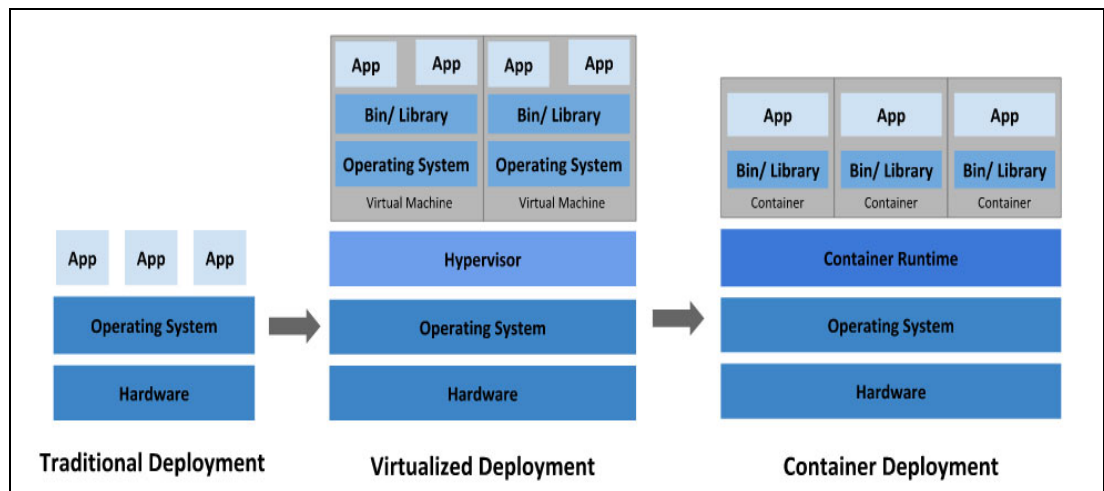 App App App
Operating System
Hardware
Traditional Deployment
App App App App
Bin/ Library Bin/ Library
Operating System Operating System
Virtual Machine Virtual Machine
Hypervisor
Operating System
Hardware
Virtualized Deployment
App App App
Bin/ Library Bin/ Library Bin/ Library
Container Container Container
Container Runtime
Operating System
Hardware
Container Deployment